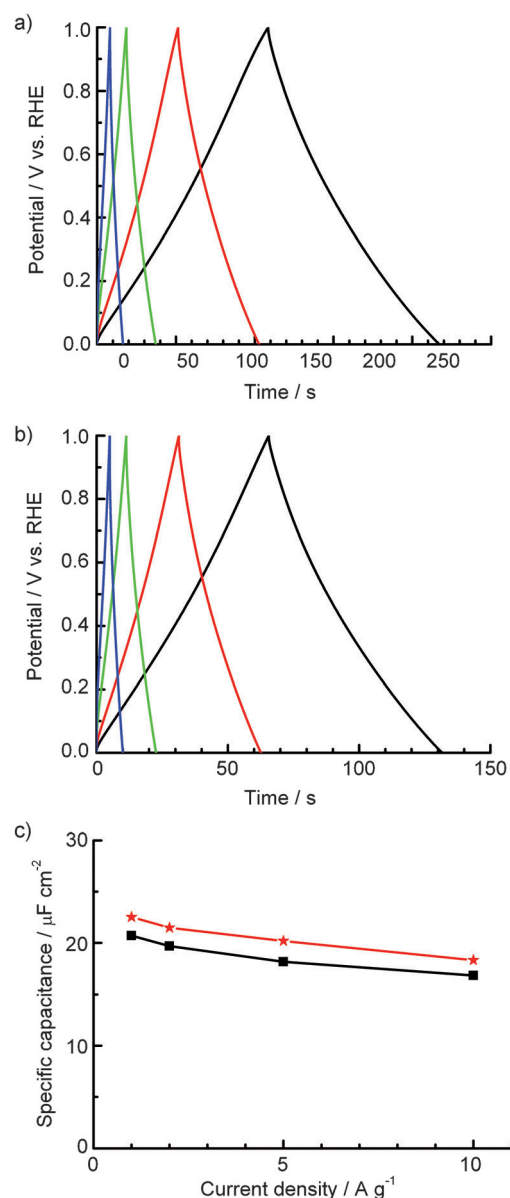 a)
1.0
0.8
0.6
0.4
0.2
0.0
Potential / V vs. RHE
0 50 100 150 200 250
Time / s
b)
1.0
0.8
0.6
0.4
0.2
0.0
Potential / V vs. RHE
0 50 100 150
Time / s
c)
30
20
10
0
Specific capacitance / μF cm⁻²
0 5 10
Current density / A g⁻¹